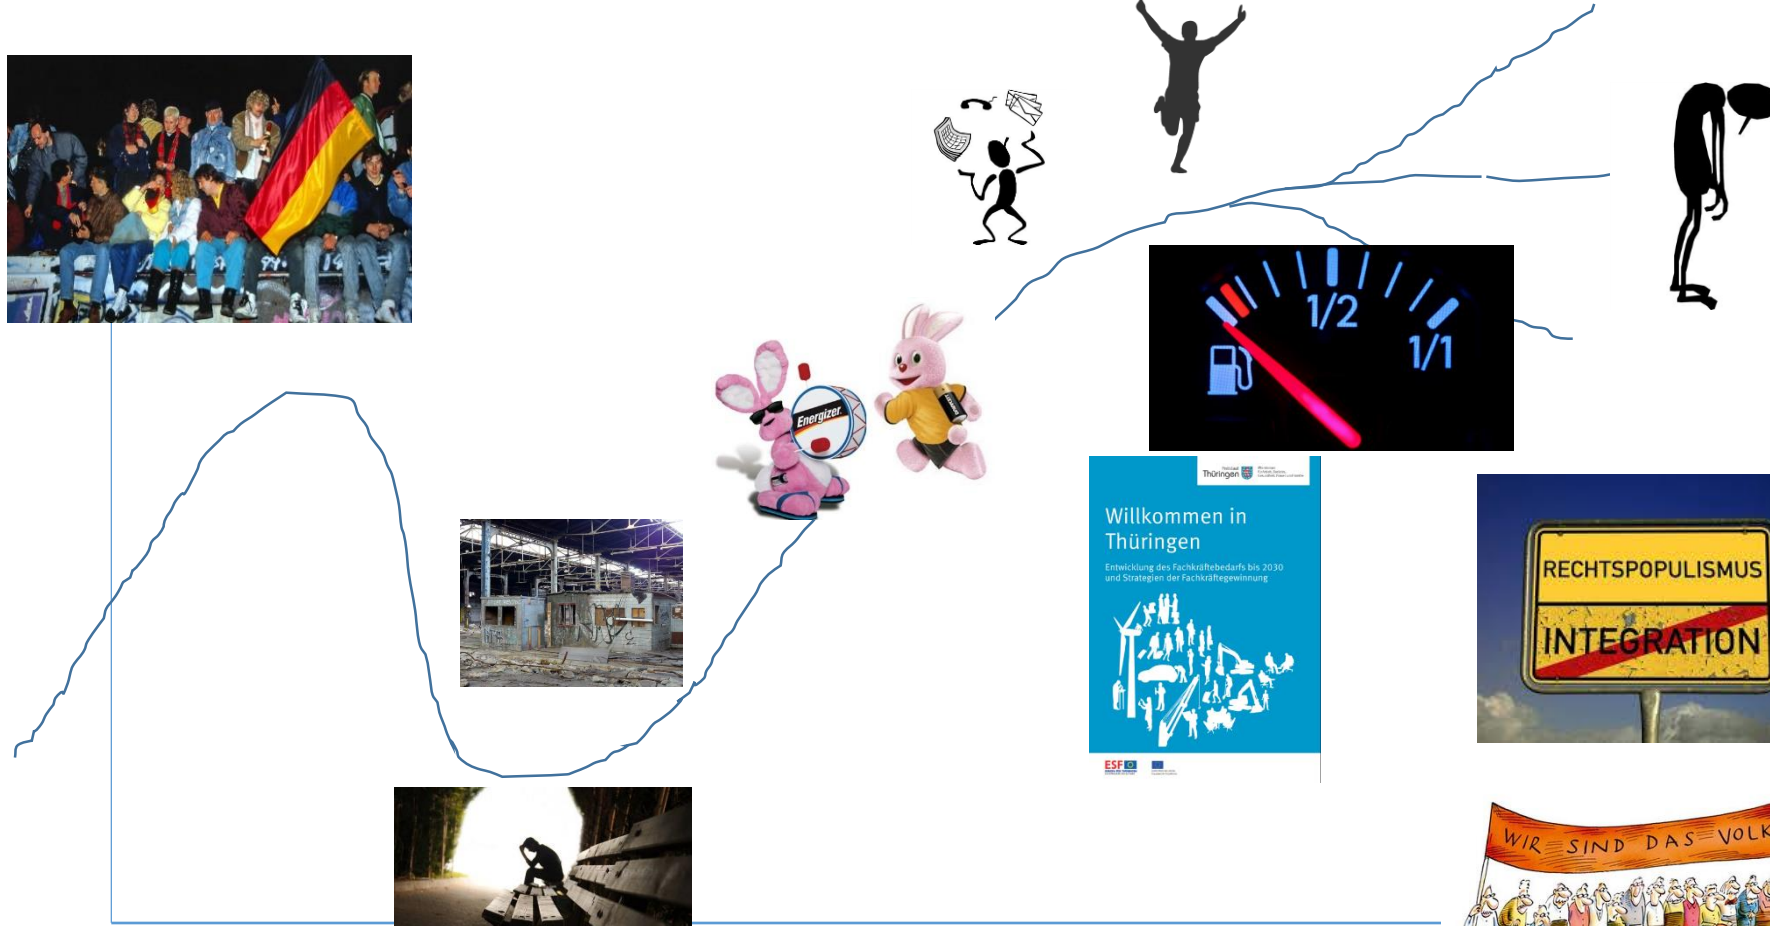 Energizer.
1/2
1/1
Freistaat
Thüringen
Willkommen in
Thüringen
Entwicklung des Fachkräftebedarfs bis 2030
und Strategien der Fachkräftegewinnung
ESF
RECHTSPOPULISMUS
INTEGRATION
WIR SIND DAS VOLK